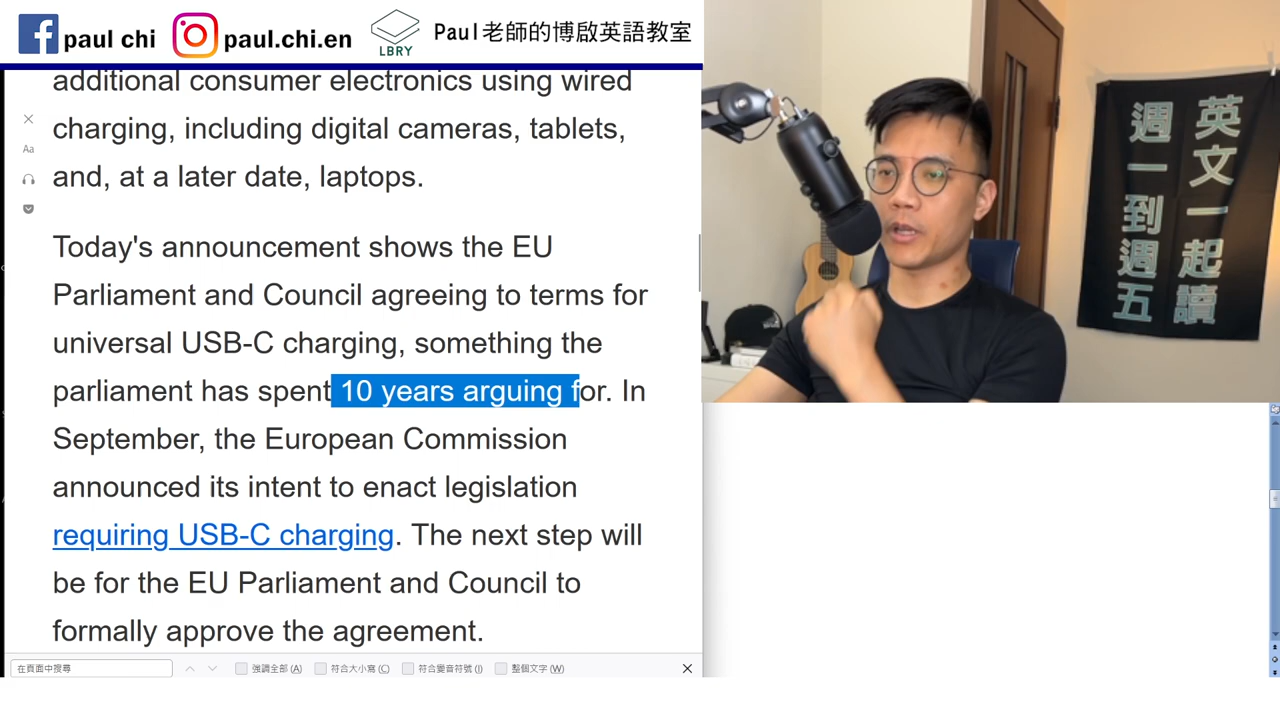 paul chi
paul.chi.en
LBRY
Paul老師的博啟英語教室
additional consumer electronics using wired
charging, including digital cameras, tablets,
and, at a later date, laptops.
Today's announcement shows the EU
Parliament and Council agreeing to terms for
universal USB-C charging, something the
parliament has spent 10 years arguing for. In
September, the European Commission
announced its intent to enact legislation
requiring USB-C charging. The next step will
be for the EU Parliament and Council to
formally approve the agreement.
Aa
在頁面中搜尋
強調全部 (A)
符合大小寫 (C)
符合變音符號 (I)
整個文字 (W)
英文一起讀
週一到週五